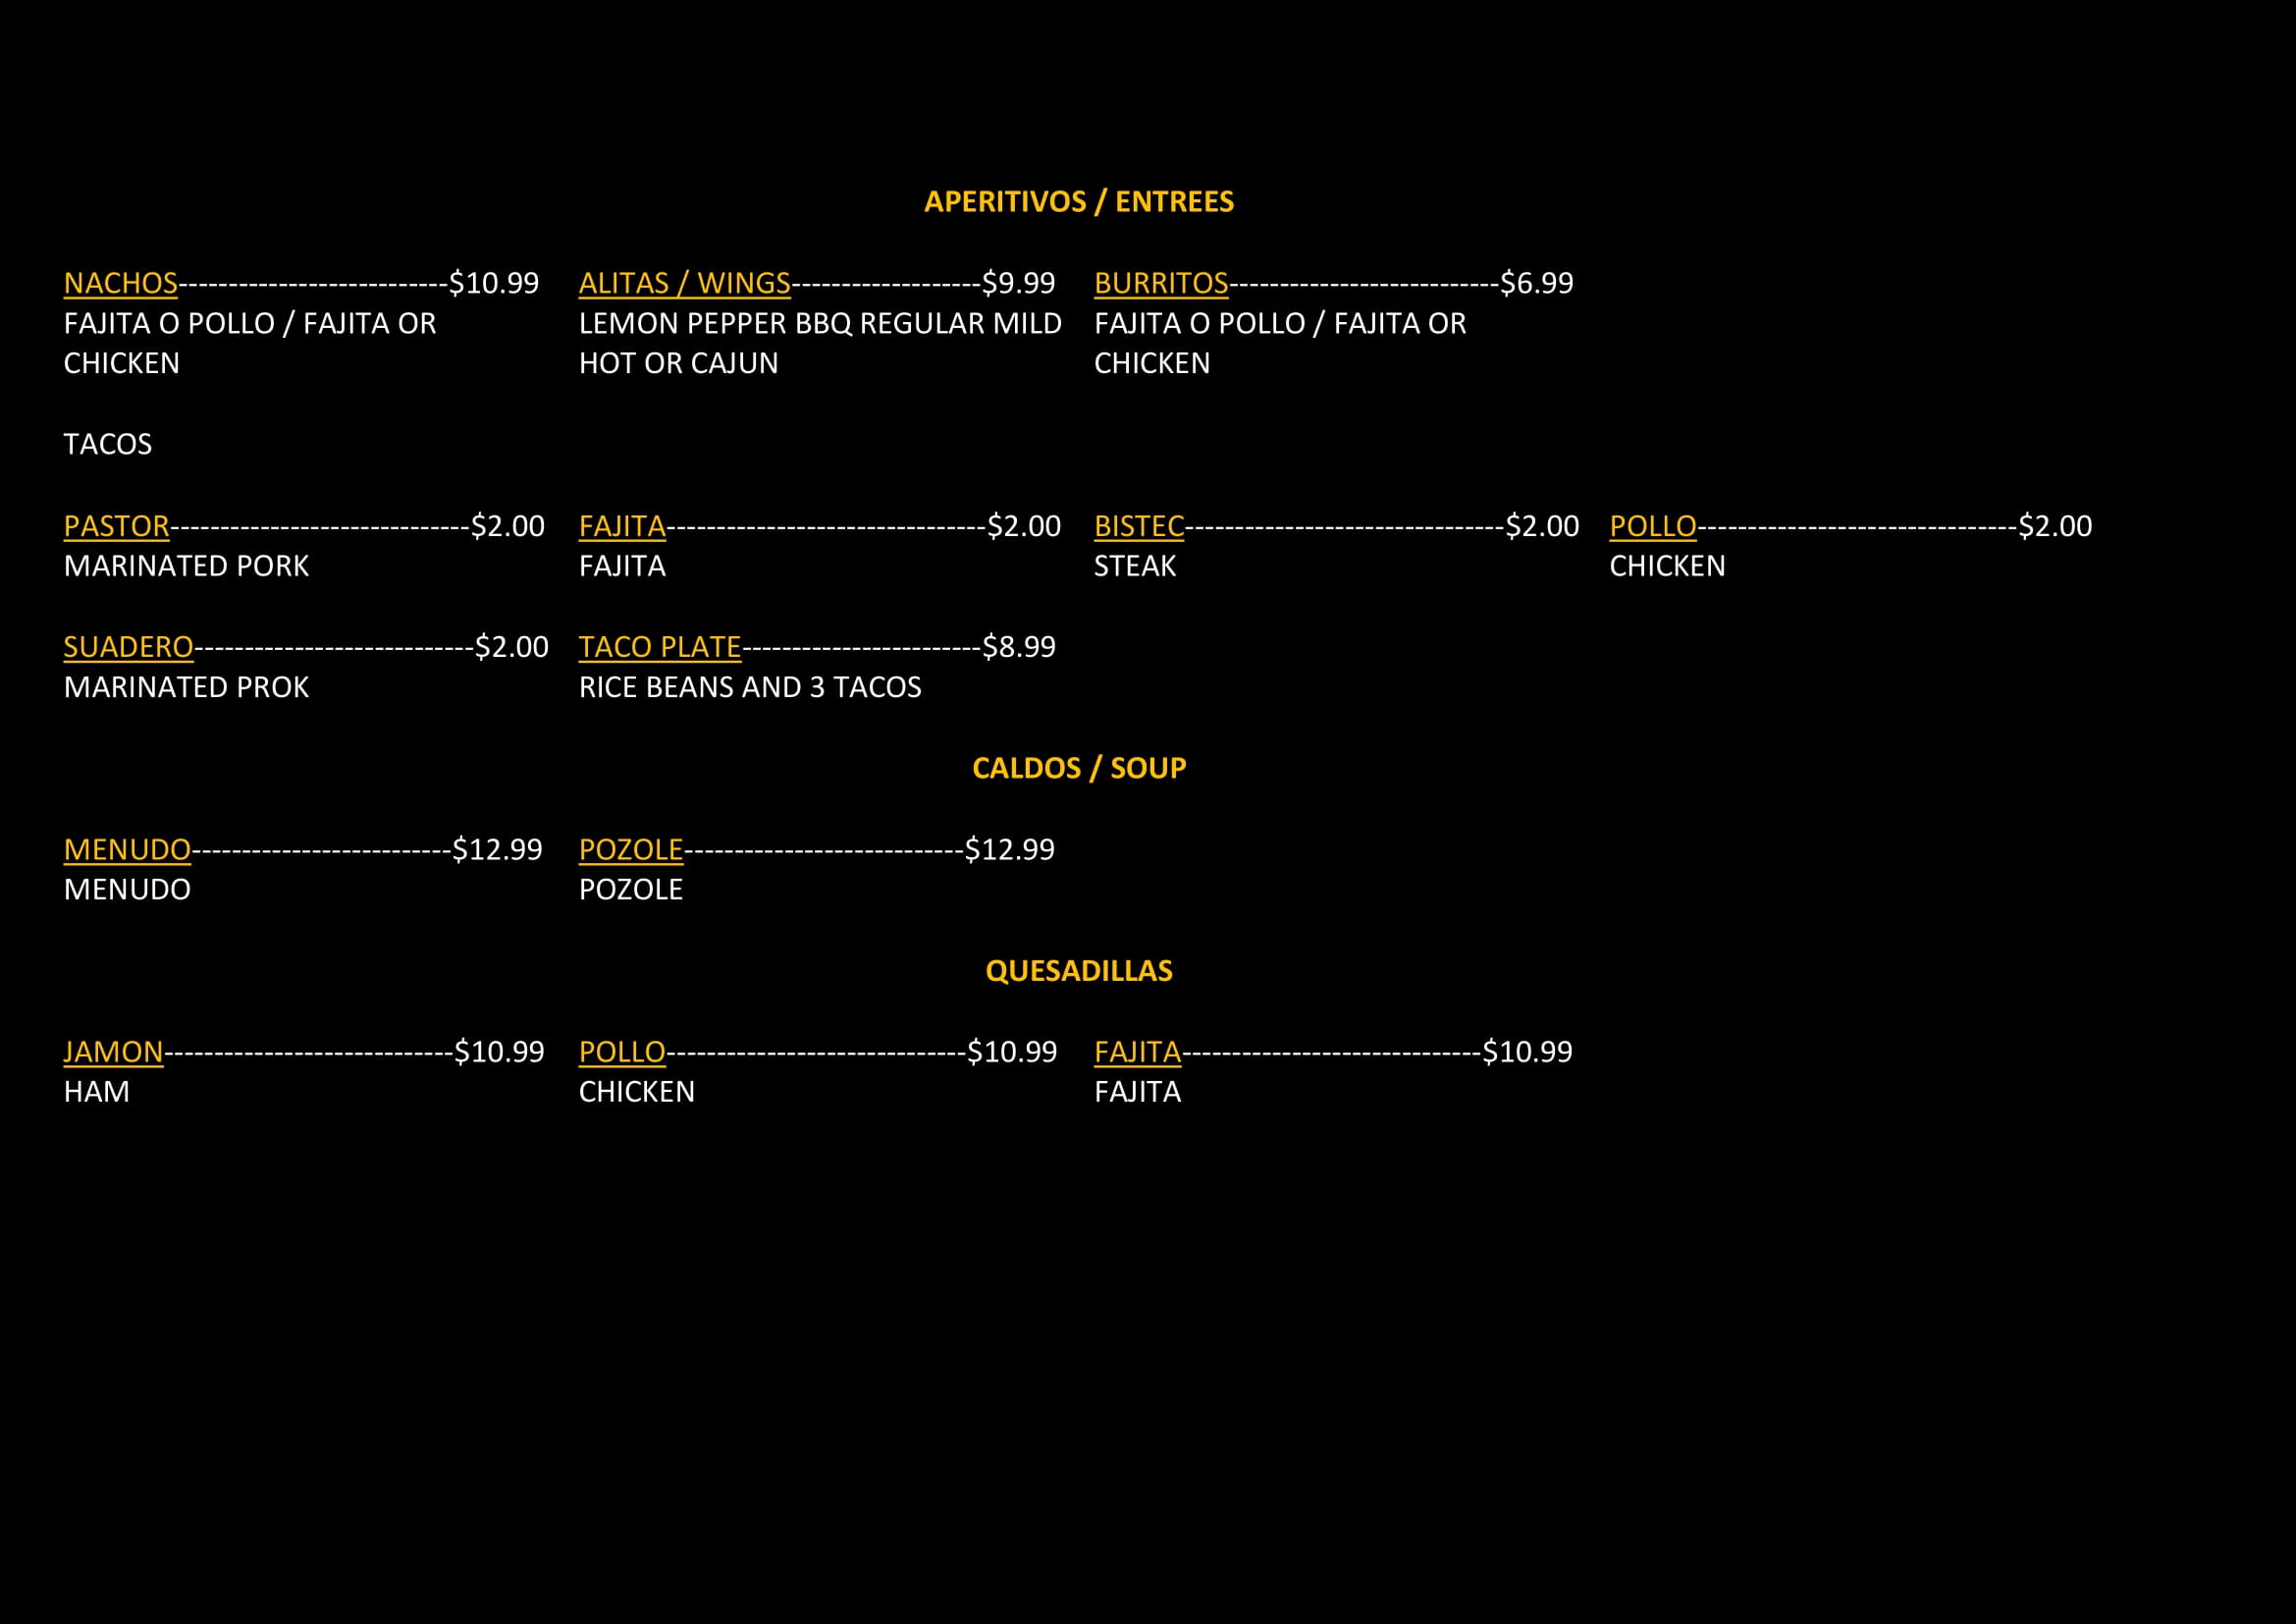 APERITIVOS / ENTREES
NACHOS---------------------------$10.99 ALITAS / WINGS-------------------$9.99 BURRITOS---------------------------$6.99
FAJITA O POLLO / FAJITA OR LEMON PEPPER BBQ REGULAR MILD FAJITA O POLLO / FAJITA OR
CHICKEN HOT OR CAJUN CHICKEN
TACOS
PASTOR------------------------------$2.00 FAJITA--------------------------------$2.00 BISTEC--------------------------------$2.00 POLLO--------------------------------$2.00
MARINATED PORK FAJITA STEAK CHICKEN
SUADERO----------------------------$2.00 TACO PLATE------------------------$8.99
MARINATED PROK RICE BEANS AND 3 TACOS
CALDOS / SOUP
MENUDO--------------------------$12.99 POZOLE----------------------------$12.99
MENUDO POZOLE
QUESADILLAS
JAMON-----------------------------$10.99 POLLO------------------------------$10.99 FAJITA------------------------------$10.99
HAM CHICKEN FAJITA